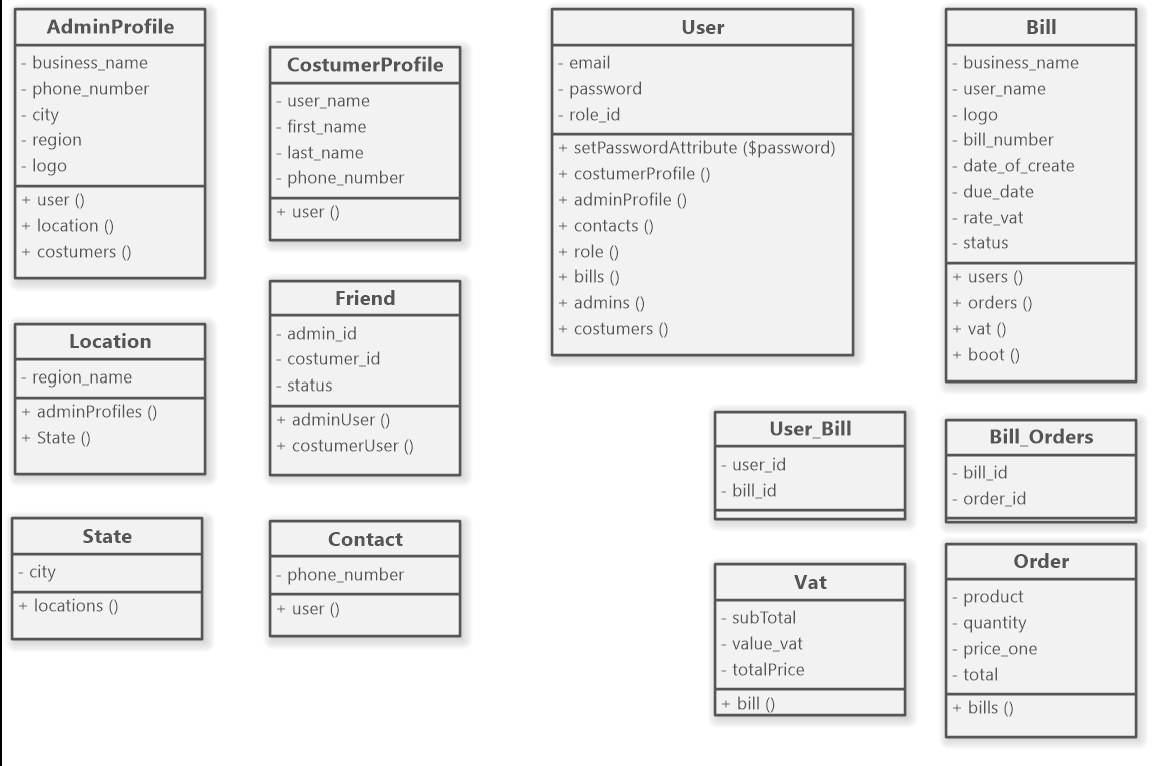 AdminProfile
- business_name
- phone_number
- city
- region
- logo
+ user ()
+ location ()
+ costumers ()
Location
- region_name
+ adminProfiles ()
+ State ()
State
- city
+ locations ()
CostumerProfile
- user_name
- first_name
- last_name
- phone_number
+ user ()
Friend
- admin_id
- costumer_id
- status
+ adminUser ()
+ costumerUser ()
Contact
- phone_number
+ user ()
User
- email
- password
- role_id
+ setPasswordAttribute ($password)
+ costumerProfile ()
+ adminProfile ()
+ contacts ()
+ role ()
+ bills ()
+ admins ()
+ costumers ()
User_Bill
- user_id
- bill_id
Vat
- subTotal
- value_vat
- totalPrice
+ bill ()
Bill
- business_name
- user_name
- logo
- bill_number
- date_of_create
- due_date
- rate_vat
- status
+ users ()
+ orders ()
+ vat ()
+ boot ()
Bill_Orders
- bill_id
- order_id
Order
- product
- quantity
- price_one
- total
+ bills ()